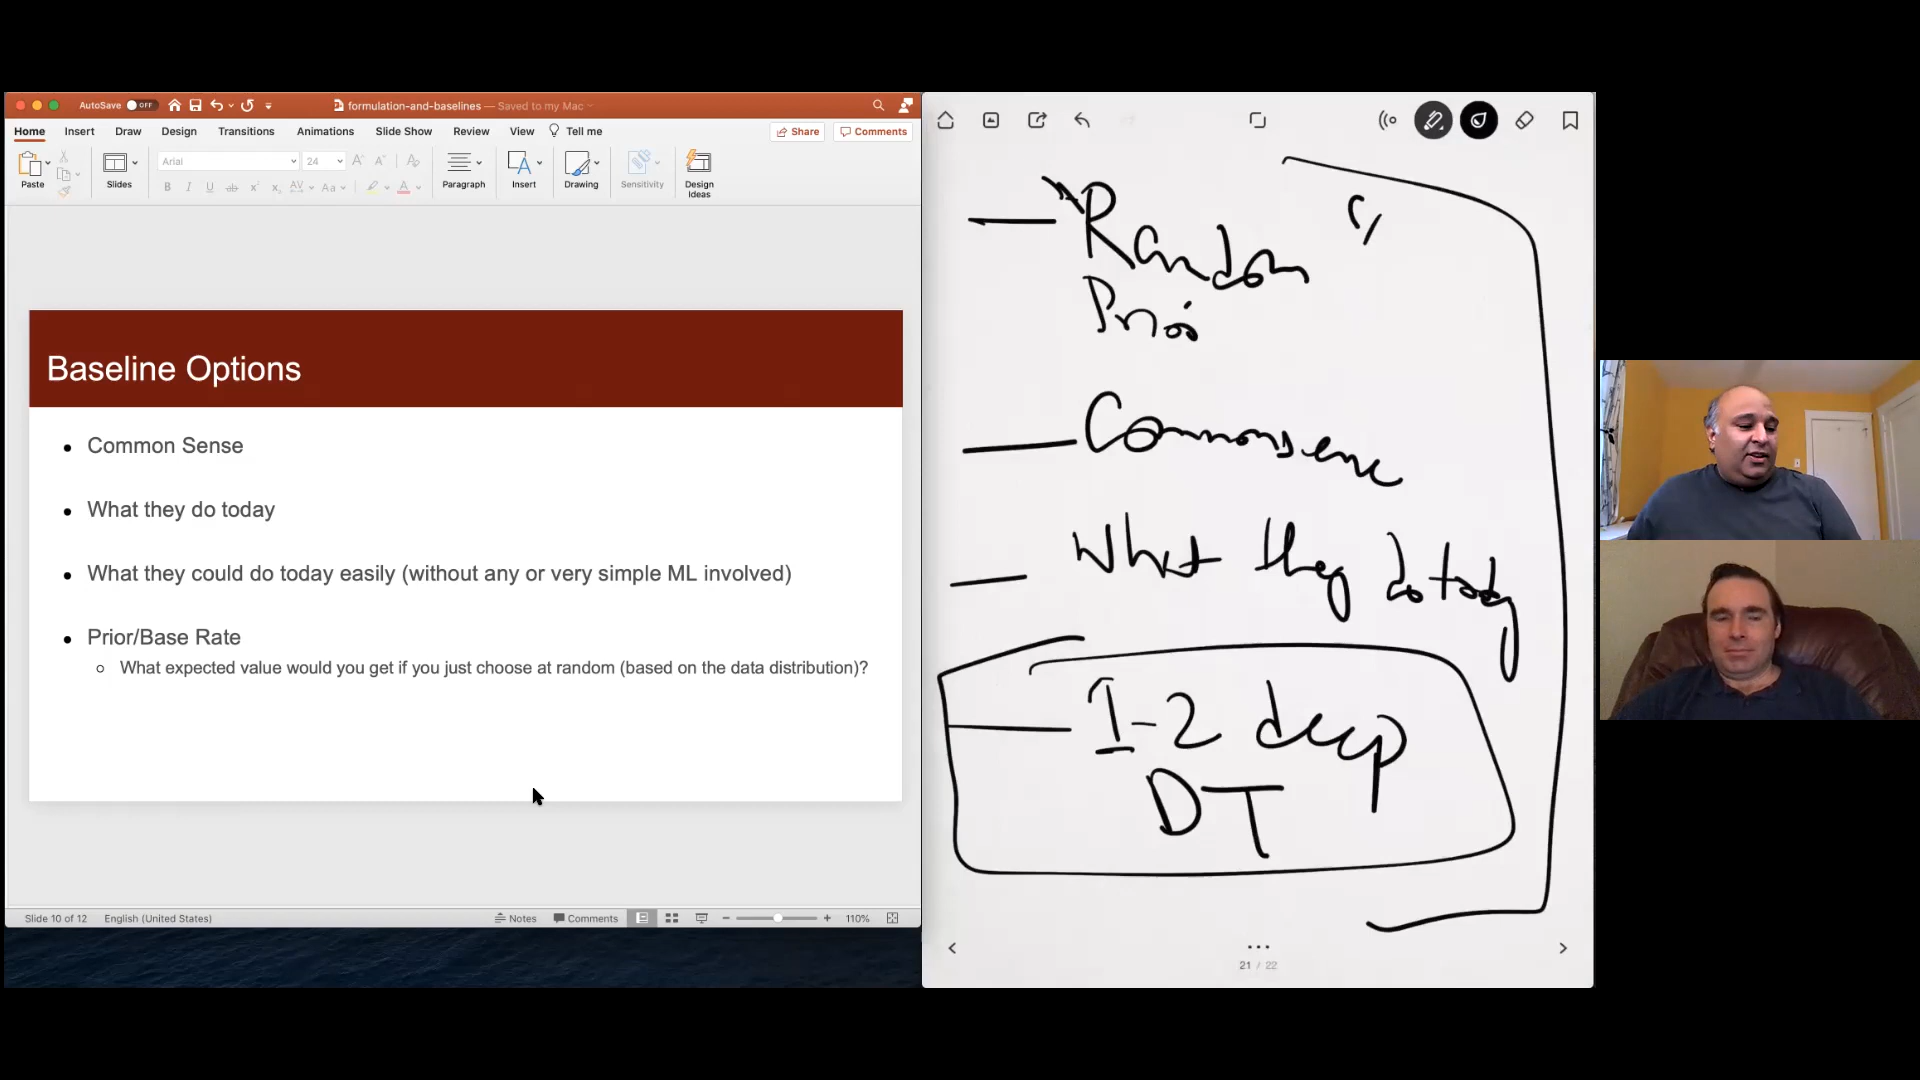 AutoSave OFF
formulation-and-baselines — Saved to my Mac
Home Insert Draw Design Transitions Animations Slide Show Review View Tell me
Share Comments
Arial 24
Paste Slides Paragraph Insert Drawing Sensitivity Design
Ideas
Baseline Options
• Common Sense
• What they do today
• What they could do today easily (without any or very simple ML involved)
• Prior/Base Rate
○ What expected value would you get if you just choose at random (based on the data distribution)?
Slide 10 of 12 English (United States) Notes Comments 110%
Random
Prior
Commonsense
What they do today
1-2 deep
DT
21 / 22